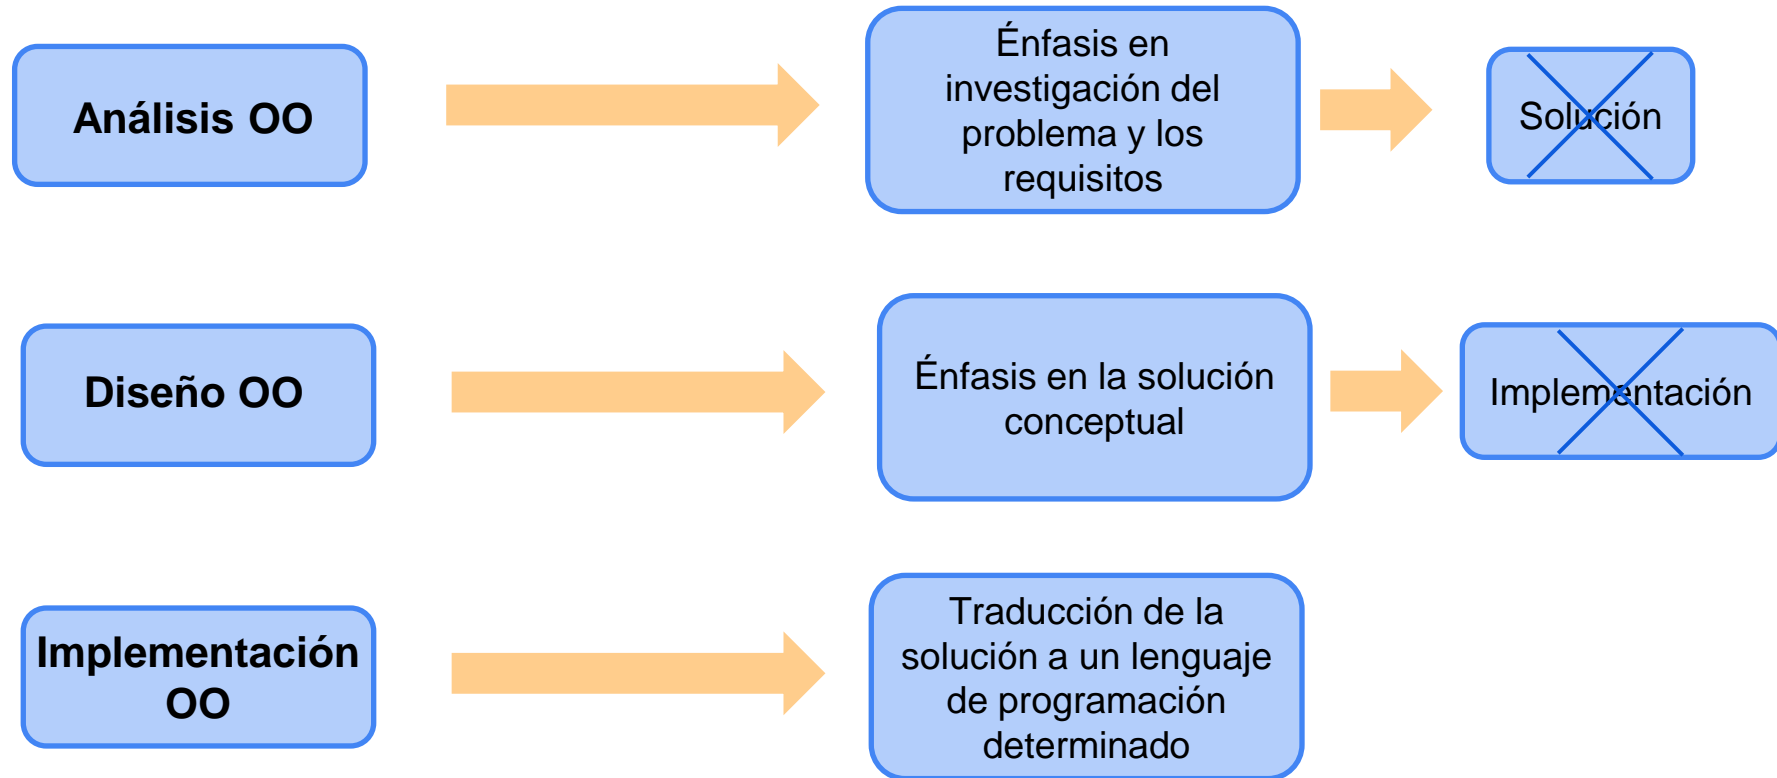 Análisis OO
Énfasis en
investigación del
problema y los
requisitos
Solución
Diseño OO
Énfasis en la solución
conceptual
Implementación
Implementación
OO
Traducción de la
solución a un lenguaje
de programación
determinado